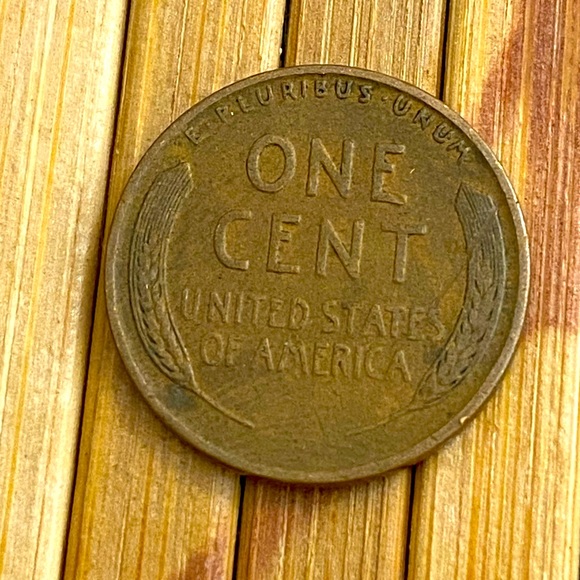 E·PLURIBUS·UNUM
ONE
CENT
UNITED STATES
OF AMERICA